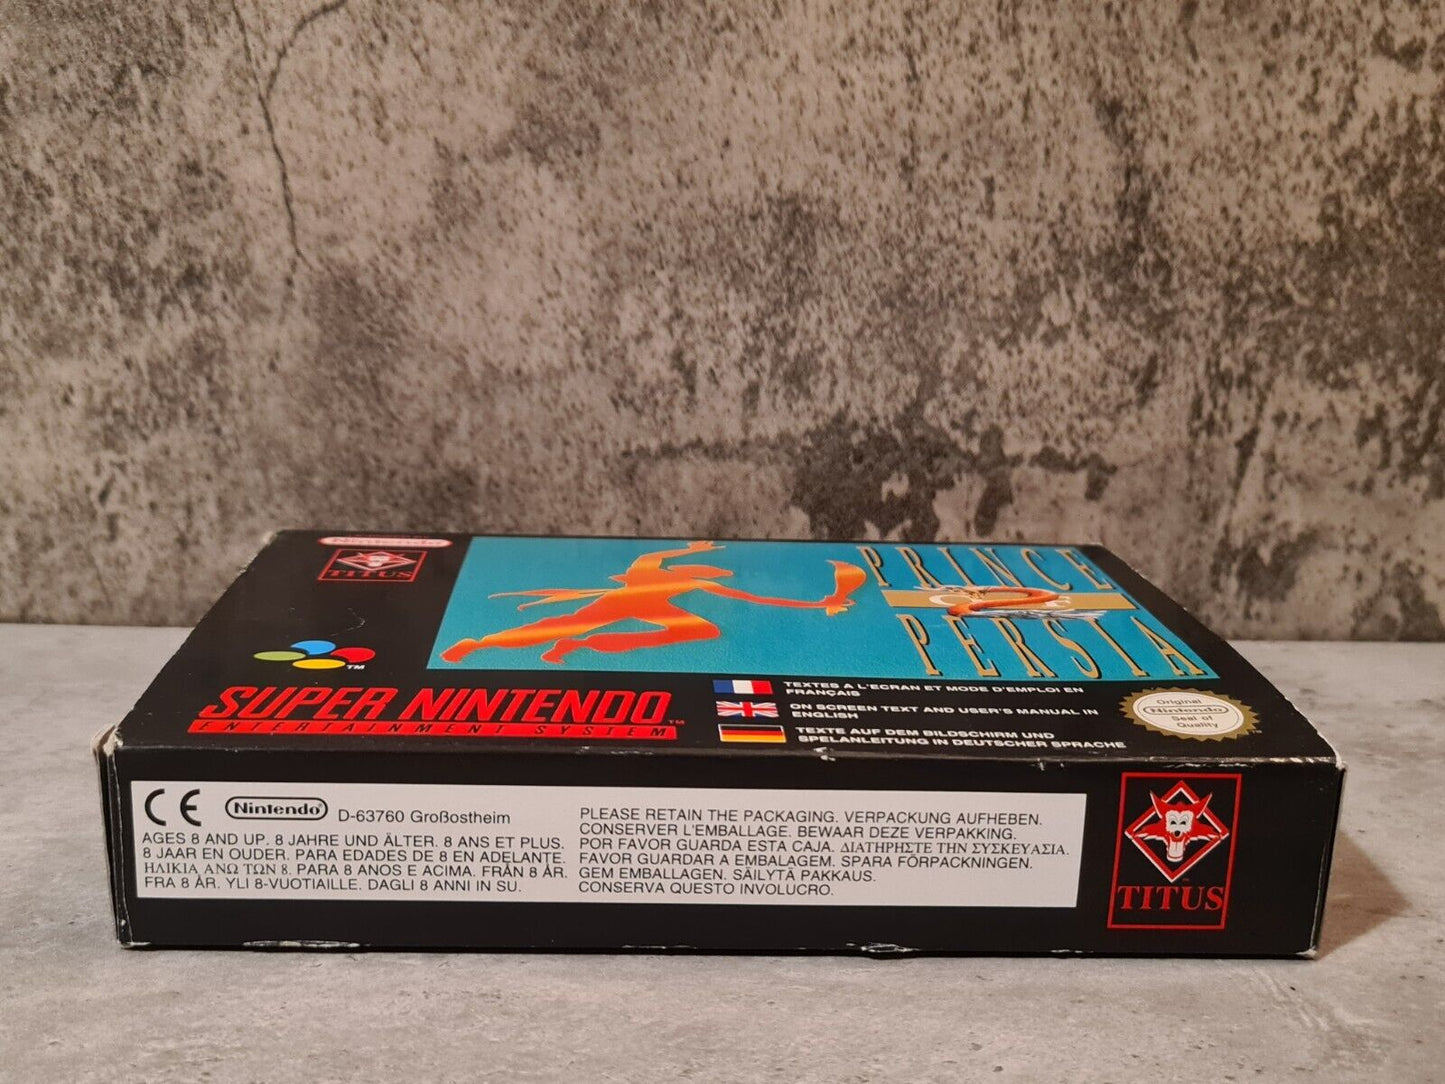 Nintendo
TITUS
PRINCE
OF
2
PERSIA
TM
SUPER NINTENDO TM
ENTERTAINMENT SYSTEM
TEXTES A L'ECRAN ET MODE D'EMPLOI EN
FRANÇAIS
ON SCREEN TEXT AND USER'S MANUAL IN
ENGLISH
TEXTE AUF DEM BILDSCHIRM UND
SPELANLEITUNG IN DEUTSCHER SPRACHE
Original
Nintendo
Seal of
Quality
TM
CE Nintendo® D-63760 Großostheim
AGES 8 AND UP. 8 JAHRE UND ÄLTER. 8 ANS ET PLUS.
8 JAAR EN OUDER. PARA EDADES DE 8 EN ADELANTE.
ΗΛΙΚΙΑ ΑΝΩ ΤΩΝ 8. PARA 8 ANOS E ACIMA. FRÅN 8 ÅR.
FRA 8 ÅR. YLI 8-VUOTIAILLE. DAGLI 8 ANNI IN SU.
PLEASE RETAIN THE PACKAGING. VERPACKUNG AUFHEBEN.
CONSERVER L'EMBALLAGE. BEWAAR DEZE VERPAKKING.
POR FAVOR GUARDA ESTA CAJA. ΔΙΑΤΗΡΗΣΤΕ ΤΗΝ ΣΥΣΚΕΥΑΣΙΑ.
FAVOR GUARDAR A EMBALAGEM. SPARA FÖRPACKNINGEN.
GEM EMBALLAGEN. SÄILYTÄ PAKKAUS.
CONSERVA QUESTO INVOLUCRO.
TITUS